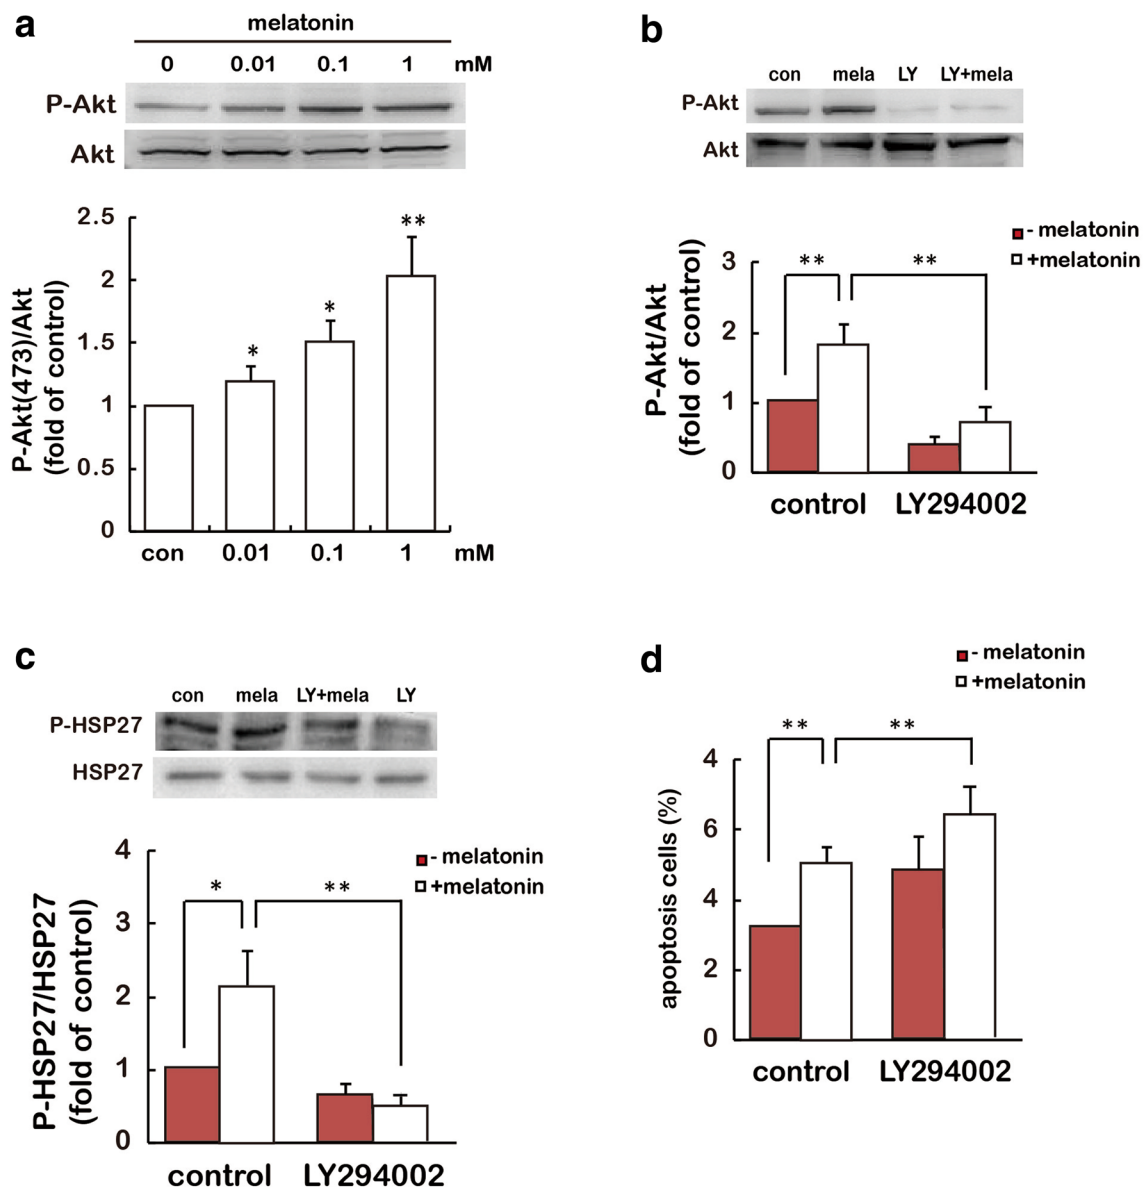 a
melatonin
0 0.01 0.1 1 mM
P-Akt
Akt
P-Akt(473)/Akt
(fold of control)
2.5
2
1.5
1
0.5
0
* * **
con 0.01 0.1 1 mM
b
con mela LY LY+mela
P-Akt
Akt
- melatonin
+melatonin
P-Akt/Akt
(fold of control)
3
2
1
0
** **
control LY294002
c
con mela LY+mela LY
P-HSP27
HSP27
- melatonin
+melatonin
P-HSP27/HSP27
(fold of control)
4
3
2
1
0
* **
control LY294002
d
- melatonin
+melatonin
apoptosis cells (%)
4
6
4
2
0
** **
control LY294002